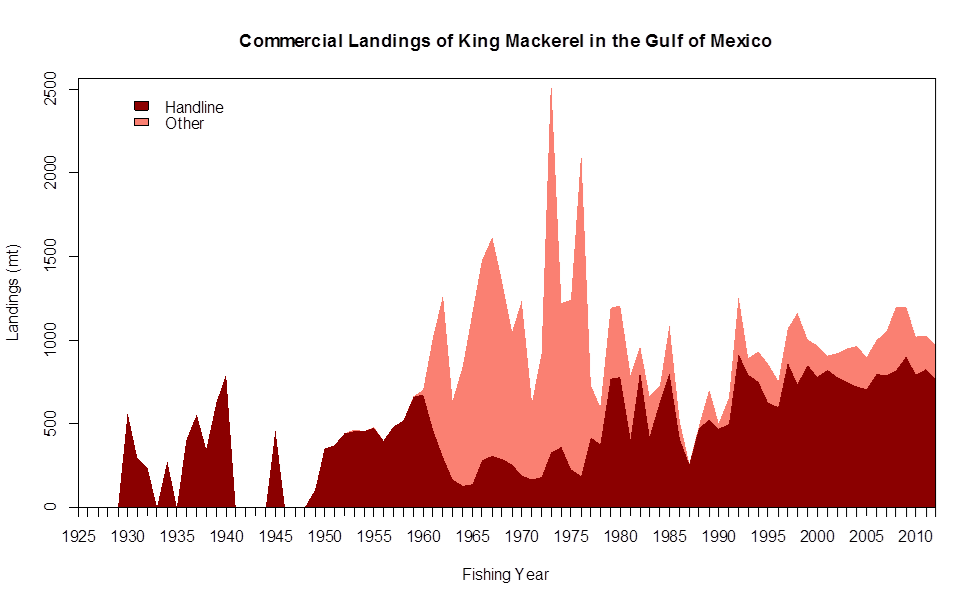 Commercial Landings of King Mackerel in the Gulf of Mexico
Handline
Other
2500
2000
1500
1000
500
0
Landings (mt)
1925 1930 1935 1940 1945 1950 1955 1960 1965 1970 1975 1980 1985 1990 1995 2000 2005 2010
Fishing Year